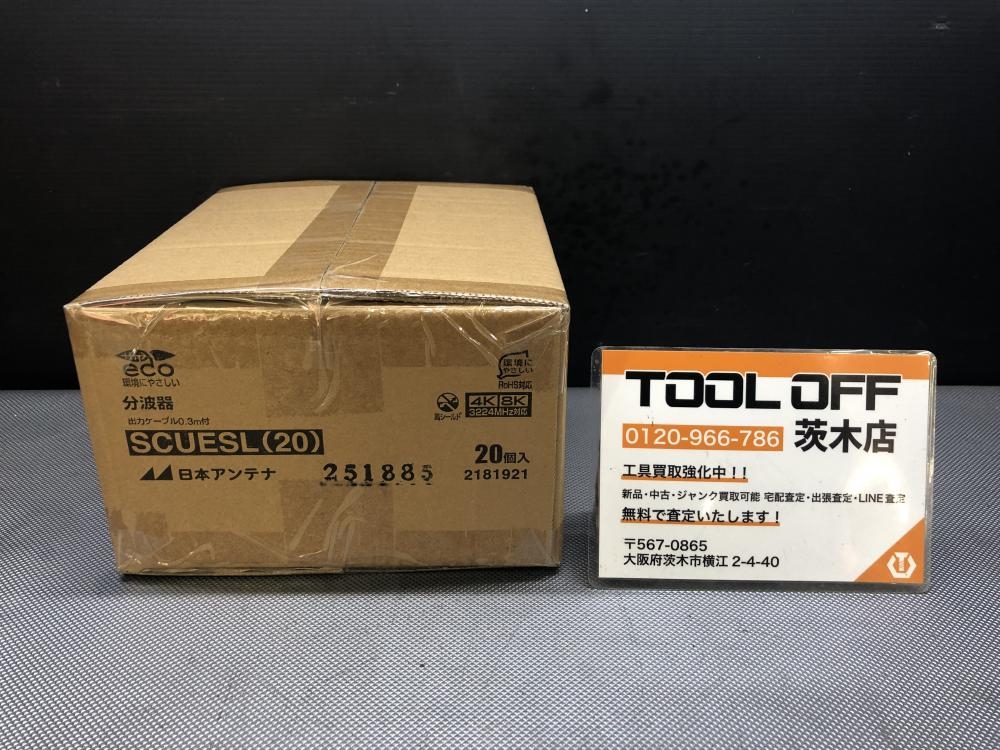 eco
環境にやさしい
分波器
出力ケーブル0.3m付
SCUESL(20)
日本アンテナ
251885
環境に
やさしい
RoHS対応
高シールド
4K 8K
3224MHz対応
20個入
2181921
TOOL OFF
0120-966-786 茨木店
工具買取強化中!!
新品・中古・ジャンク買取可能 宅配査定・出張査定・LINE査定
無料で査定いたします!
〒567-0865
大阪府茨木市横江 2-4-40